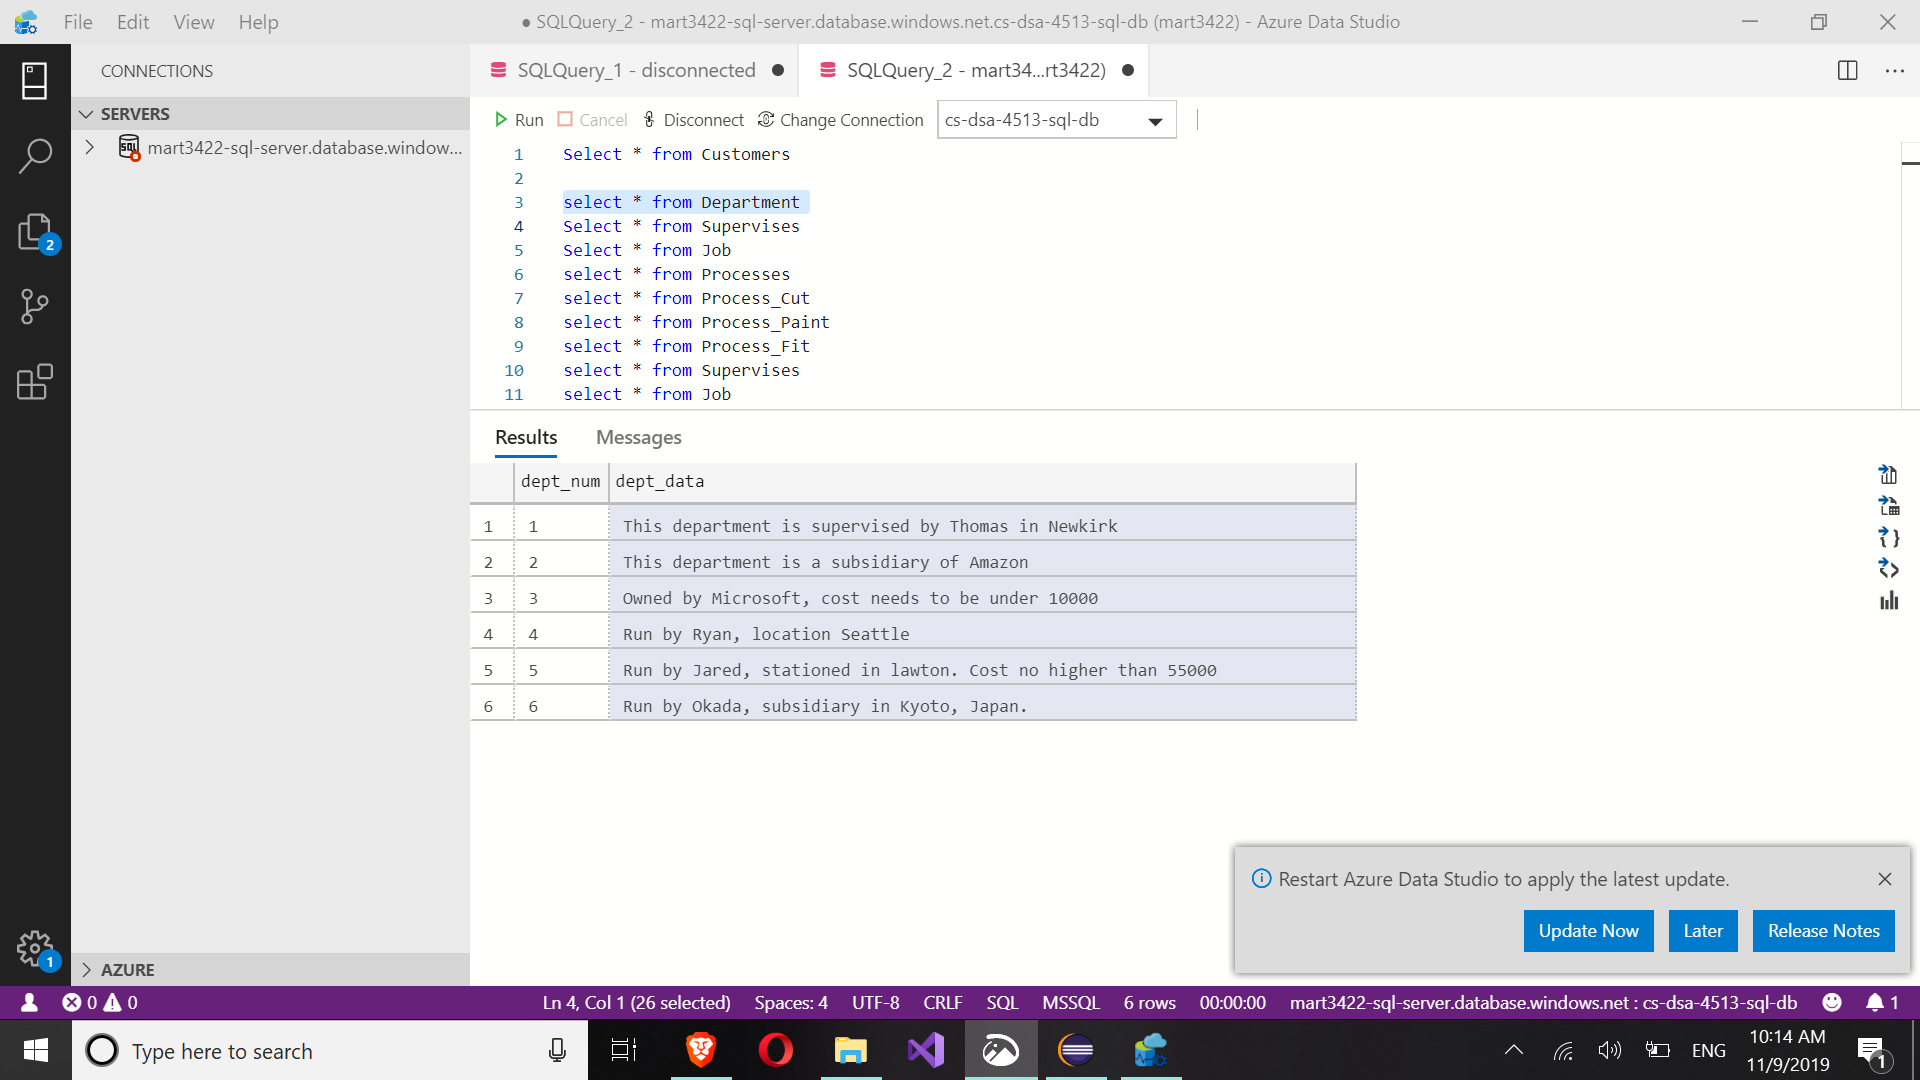 File Edit View Help
● SQLQuery_2 - mart3422-sql-server.database.windows.net.cs-dsa-4513-sql-db (mart3422) - Azure Data Studio
CONNECTIONS
SERVERS
mart3422-sql-server.database.window...
2
1
AZURE
SQLQuery_1 - disconnected
SQLQuery_2 - mart34...rt3422)
Run Cancel Disconnect Change Connection cs-dsa-4513-sql-db
1 Select * from Customers
2
3 select * from Department
4 Select * from Supervises
5 Select * from Job
6 select * from Processes
7 select * from Process_Cut
8 select * from Process_Paint
9 select * from Process_Fit
10 select * from Supervises
11 select * from Job
Results Messages
dept_num dept_data
1 1 This department is supervised by Thomas in Newkirk
2 2 This department is a subsidiary of Amazon
3 3 Owned by Microsoft, cost needs to be under 10000
4 4 Run by Ryan, location Seattle
5 5 Run by Jared, stationed in lawton. Cost no higher than 55000
6 6 Run by Okada, subsidiary in Kyoto, Japan.
Restart Azure Data Studio to apply the latest update.
Update Now Later Release Notes
0 0 Ln 4, Col 1 (26 selected) Spaces: 4 UTF-8 CRLF SQL MSSQL 6 rows 00:00:00 mart3422-sql-server.database.windows.net : cs-dsa-4513-sql-db 1
Type here to search
ENG
10:14 AM
11/9/2019
1